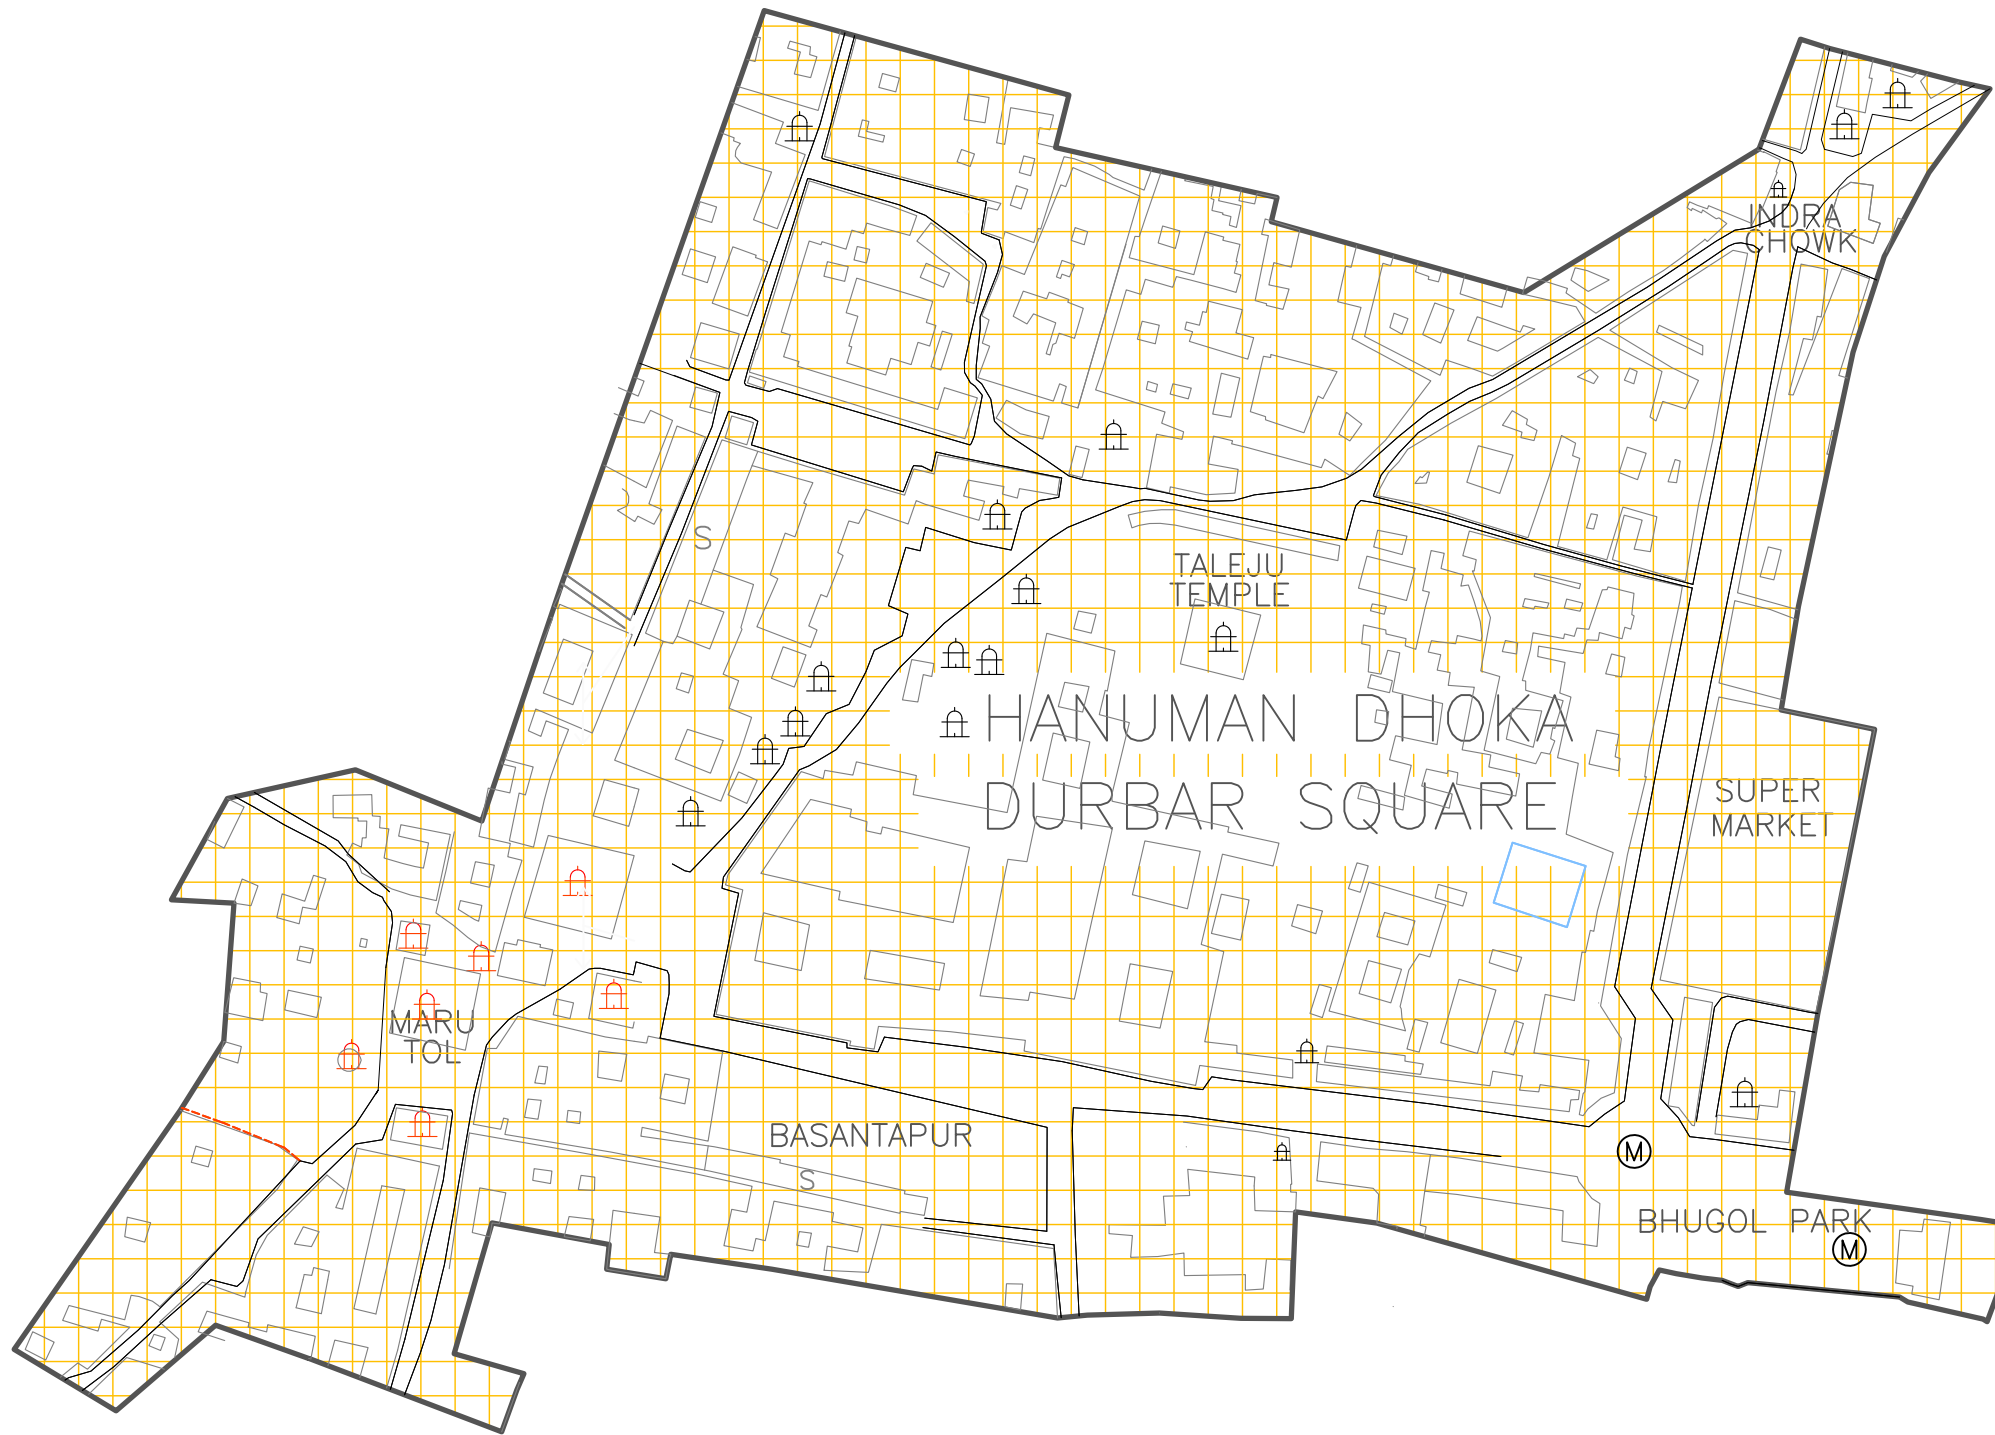 INDRA
CHOWK
S
TALEJU
TEMPLE
HANUMAN DHOKA
DURBAR SQUARE
SUPER
MARKET
MARU
TOL
BASANTAPUR
S
M
BHUGOL PARK
M